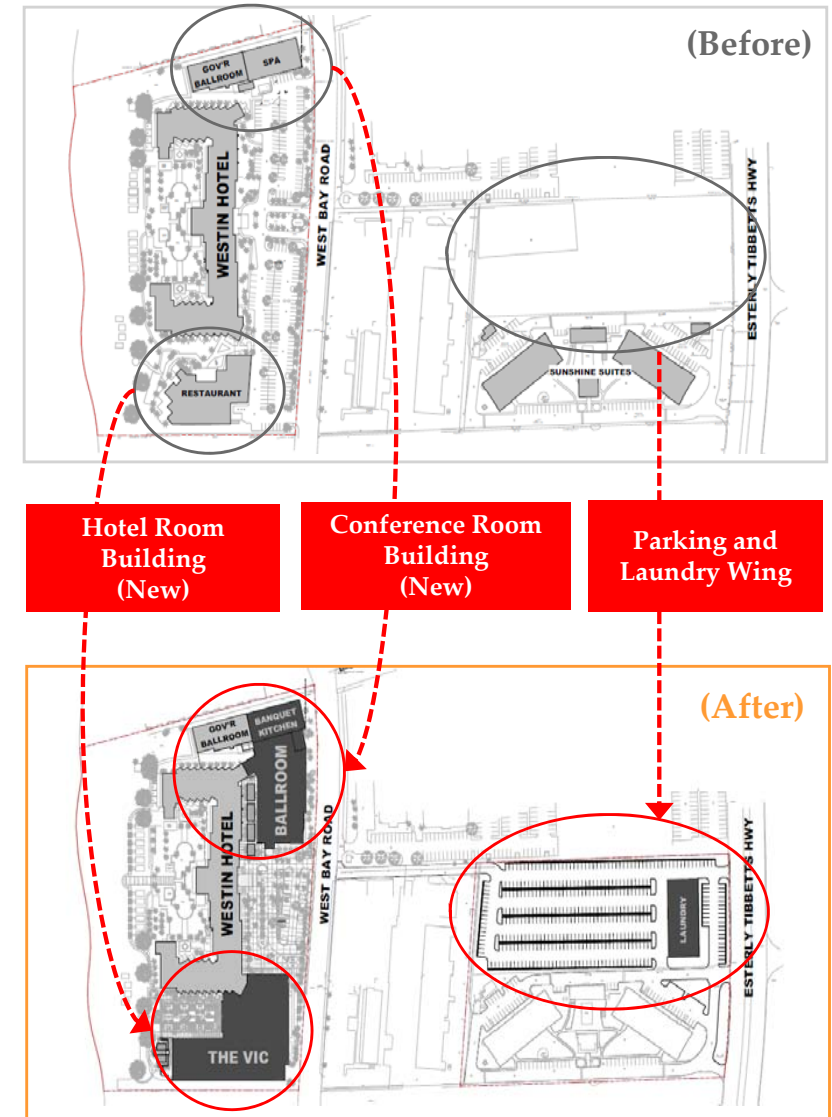 (Before)
GOV'R
BALLROOM
SPA
WESTIN HOTEL
WEST BAY ROAD
ESTERLY TIBBETTS HWY
RESTAURANT
SUNSHINE SUITES
Hotel Room
Building
(New)
Conference Room
Building
(New)
Parking and
Laundry Wing
(After)
GOV'R
BALLROOM
BANQUET
KITCHEN
BALLROOM
WESTIN HOTEL
WEST BAY ROAD
LAUNDRY
ESTERLY TIBBETTS HWY
THE VIC